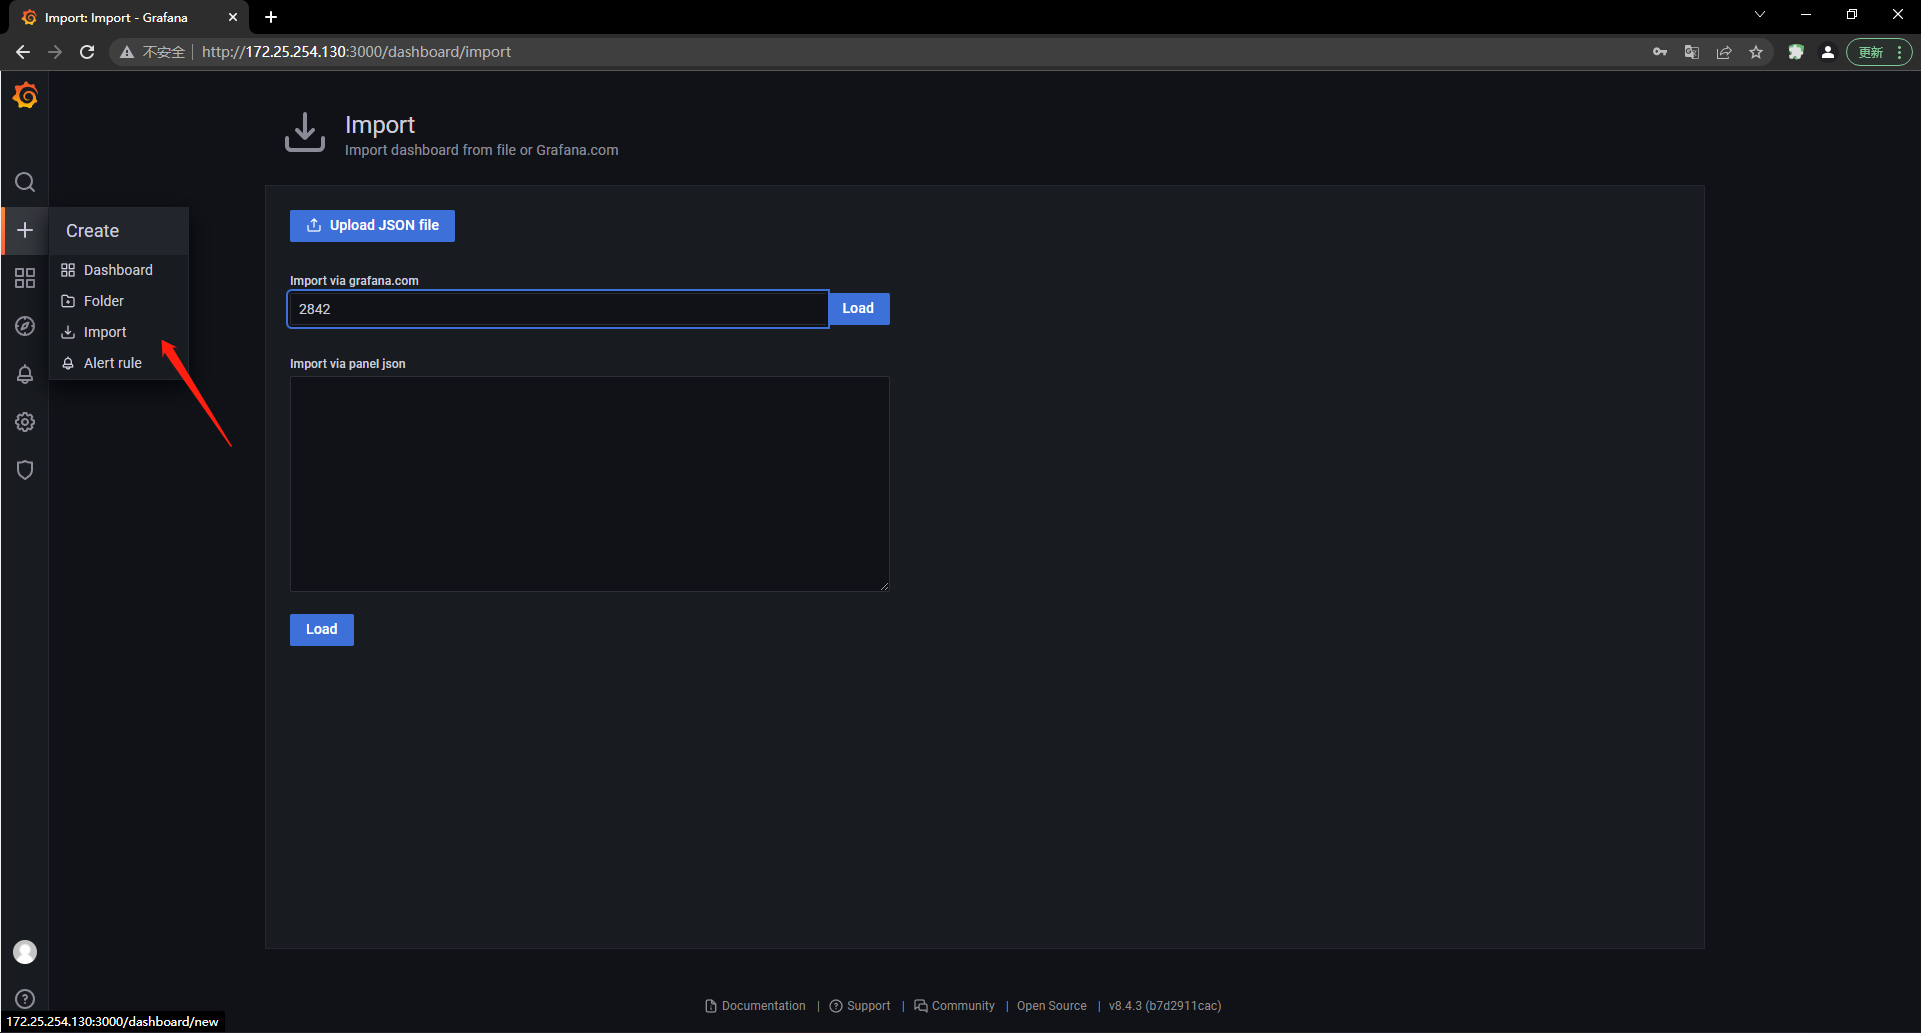 Import: Import - Grafana
不安全 http://172.25.254.130:3000/dashboard/import
更新
Import
Import dashboard from file or Grafana.com
Create
Dashboard
Folder
Import
Alert rule
Upload JSON file
Import via grafana.com
2842
Load
Import via panel json
Load
Documentation | Support | Community | Open Source | v8.4.3 (b7d2911cac)
172.25.254.130:3000/dashboard/new